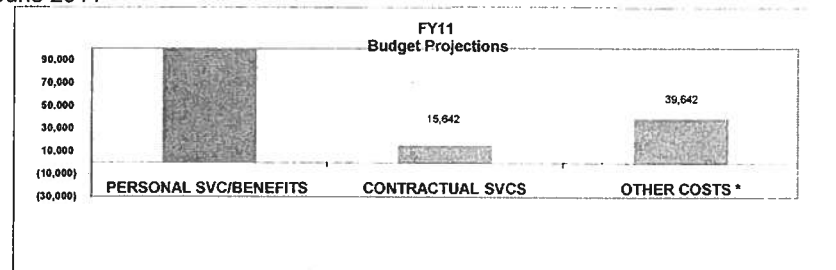 FY11
Budget Projections
90,000
70,000
50,000
30,000
10,000
(10,000)
(30,000)
15,642
39,642
PERSONAL SVC/BENEFITS
CONTRACTUAL SVCS
OTHER COSTS *